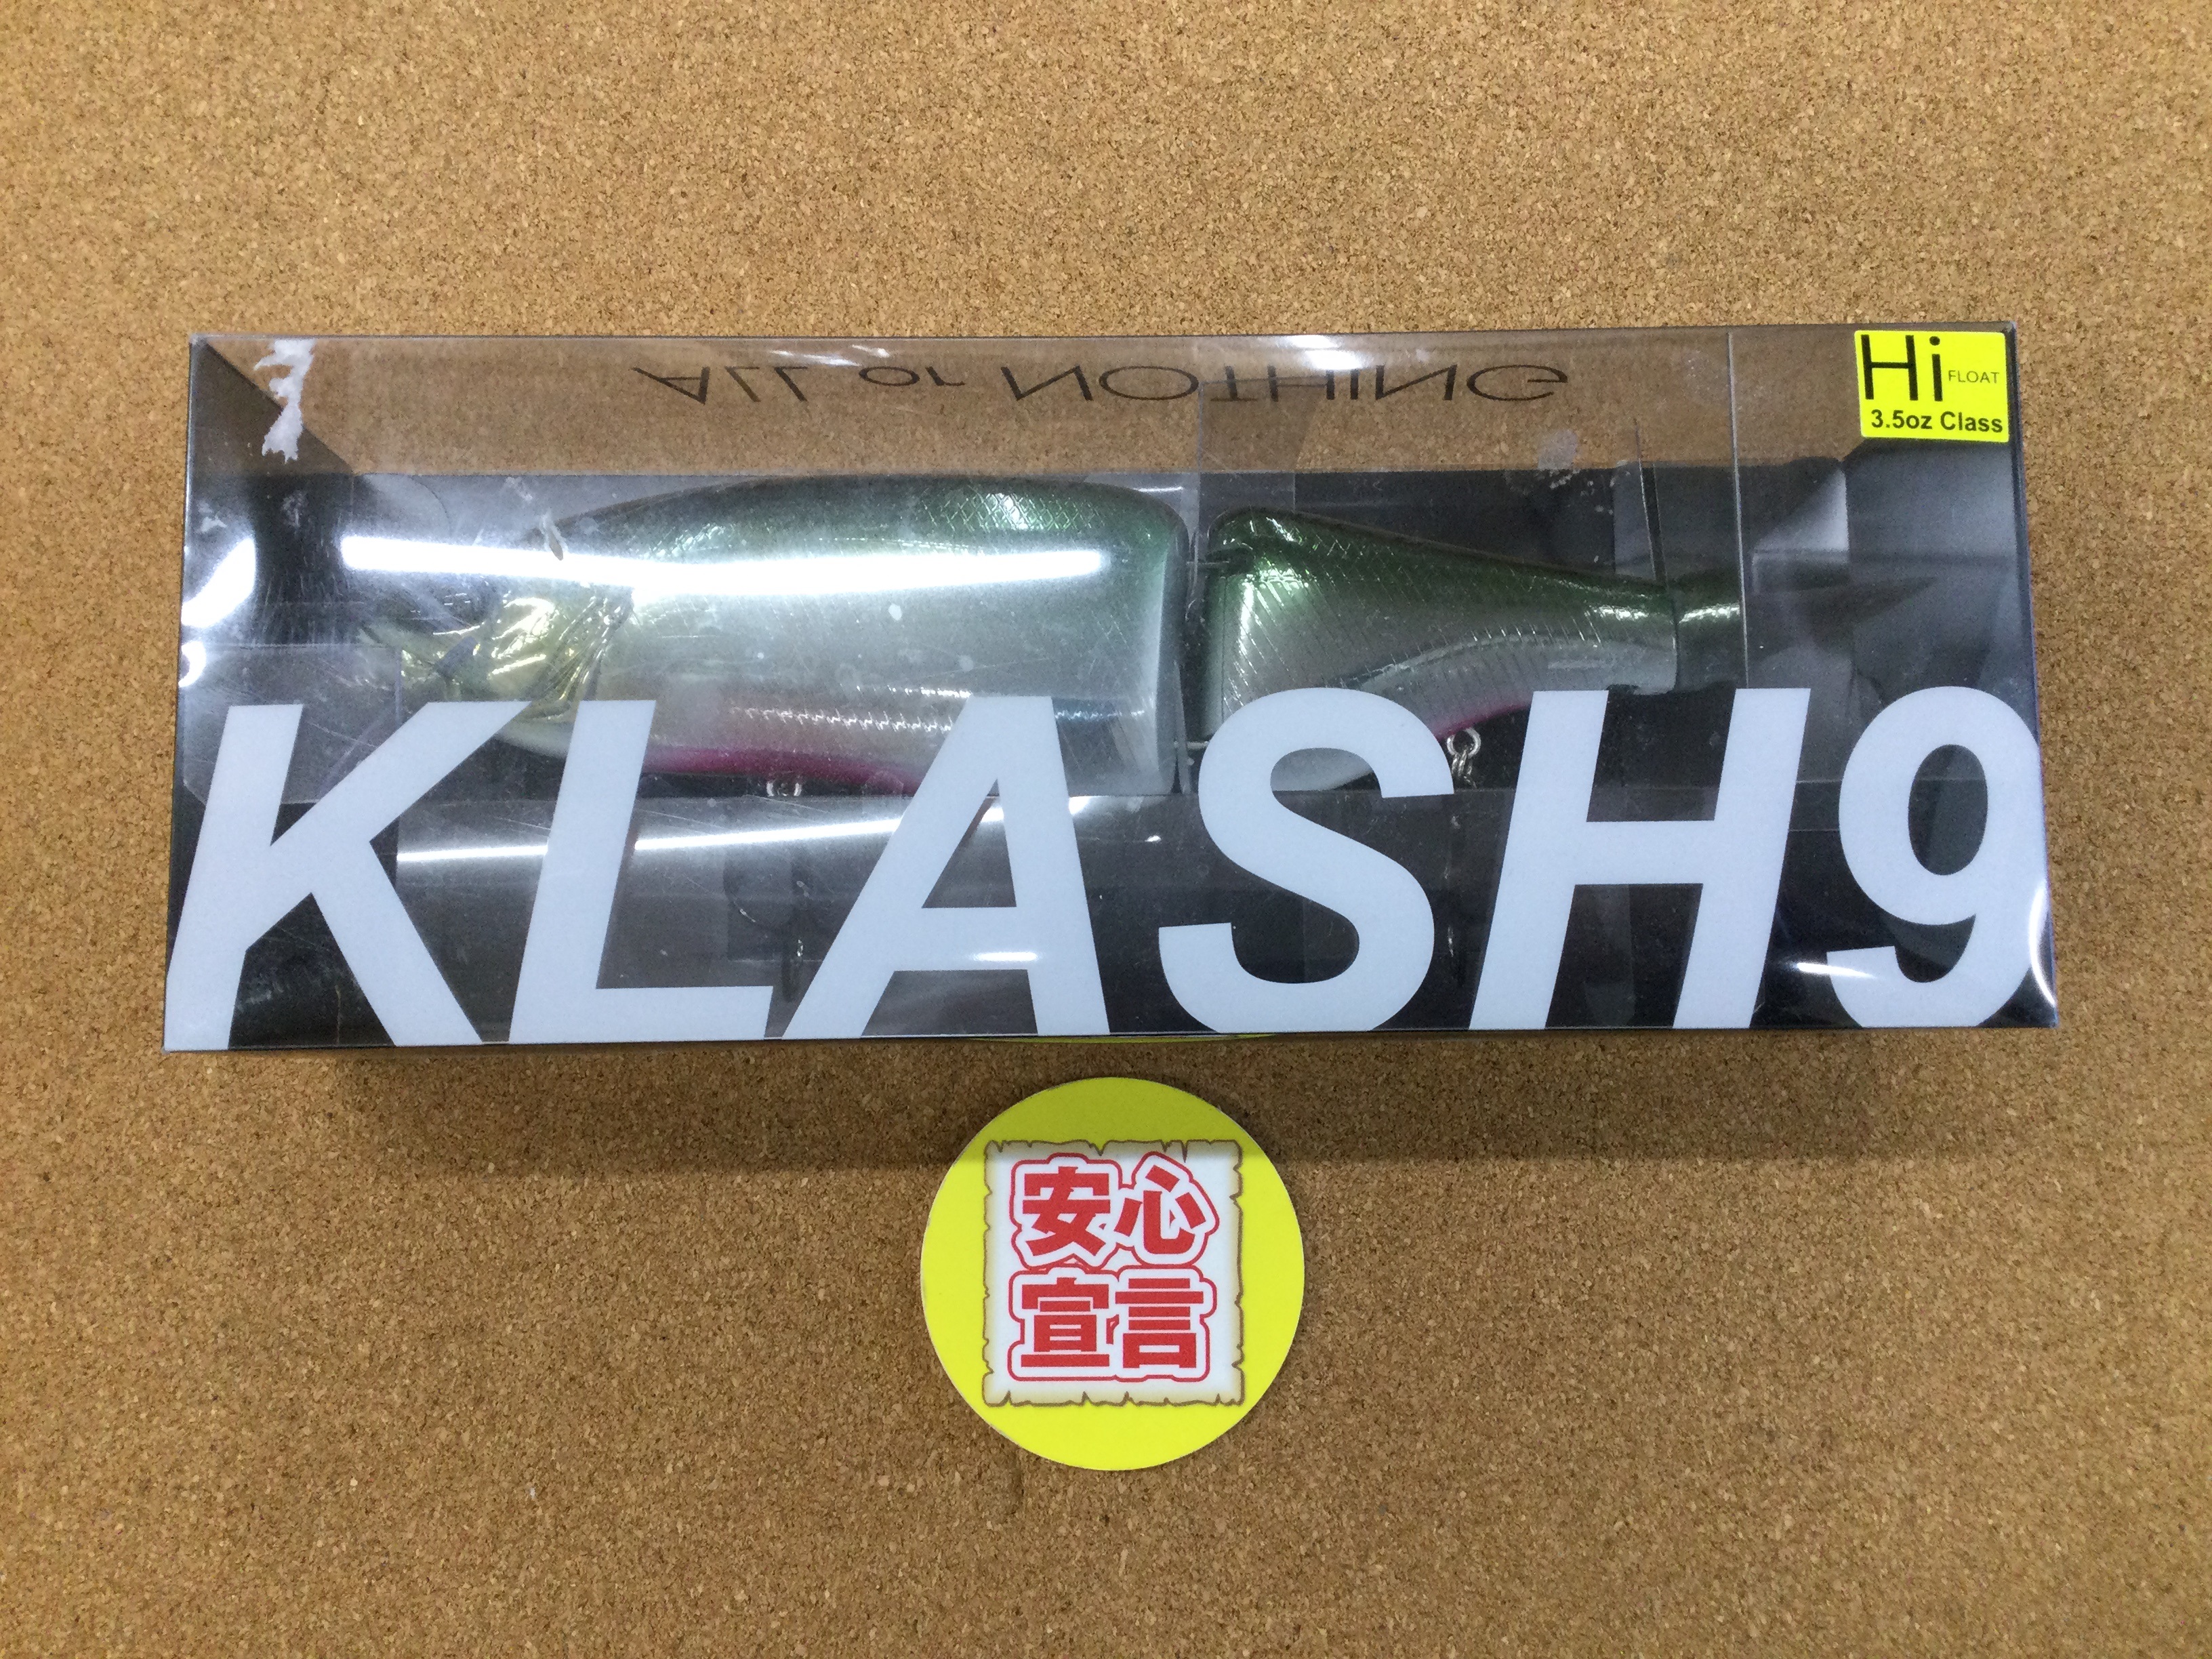 ALL or NOTHING
Hi FLOAT
3.5oz Class
KLASH9
安心
宣言